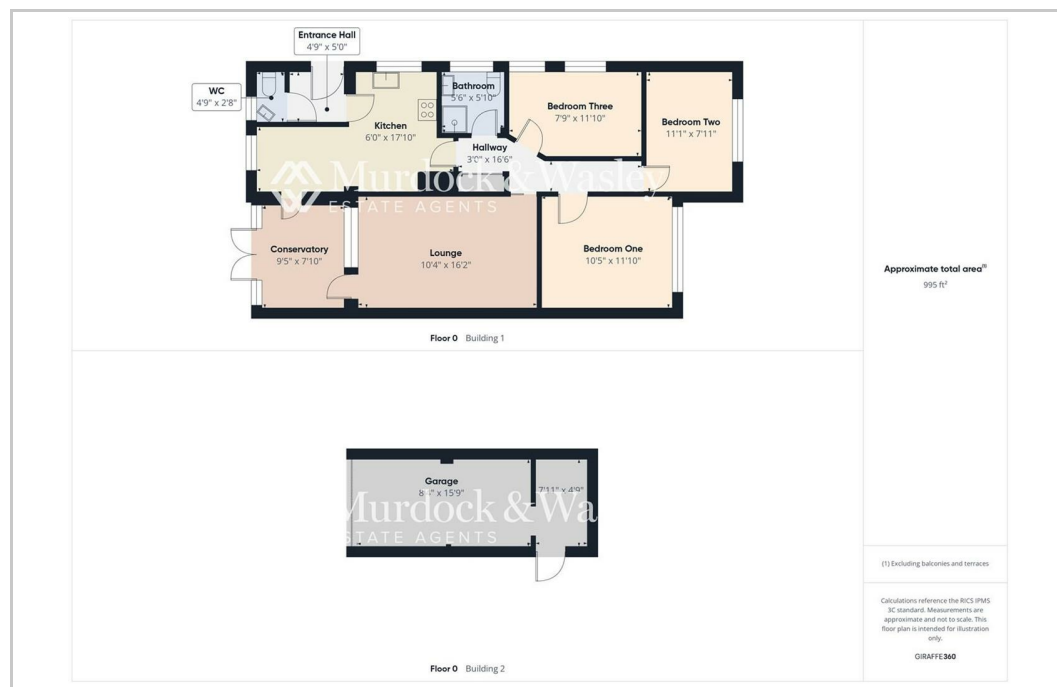 Entrance Hall
4'9" x 5'0"
WC
4'9" x 2'8"
Kitchen
6'0" x 17'10"
Bathroom
5'6" x 5'10"
Bedroom Three
7'9" x 11'10"
Bedroom Two
11'1" x 7'11"
Hallway
3'0" x 16'6"
Murdock & Wasley
ESTATE AGENTS
Conservatory
9'5" x 7'10"
Lounge
10'4" x 16'2"
Bedroom One
10'5" x 11'10"
Floor 0 Building 1
Approximate total area(1)
995 ft²
Garage
x 15'9"
7'11" x 4'9"
Murdock & Wa
STATE AGENTS
Floor 0 Building 2
(1) Excluding balconies and terraces
Calculations reference the RICS IPMS
3C standard. Measurements are
approximate and not to scale. This
floor plan is intended for illustration
only.
GIRAFFE360